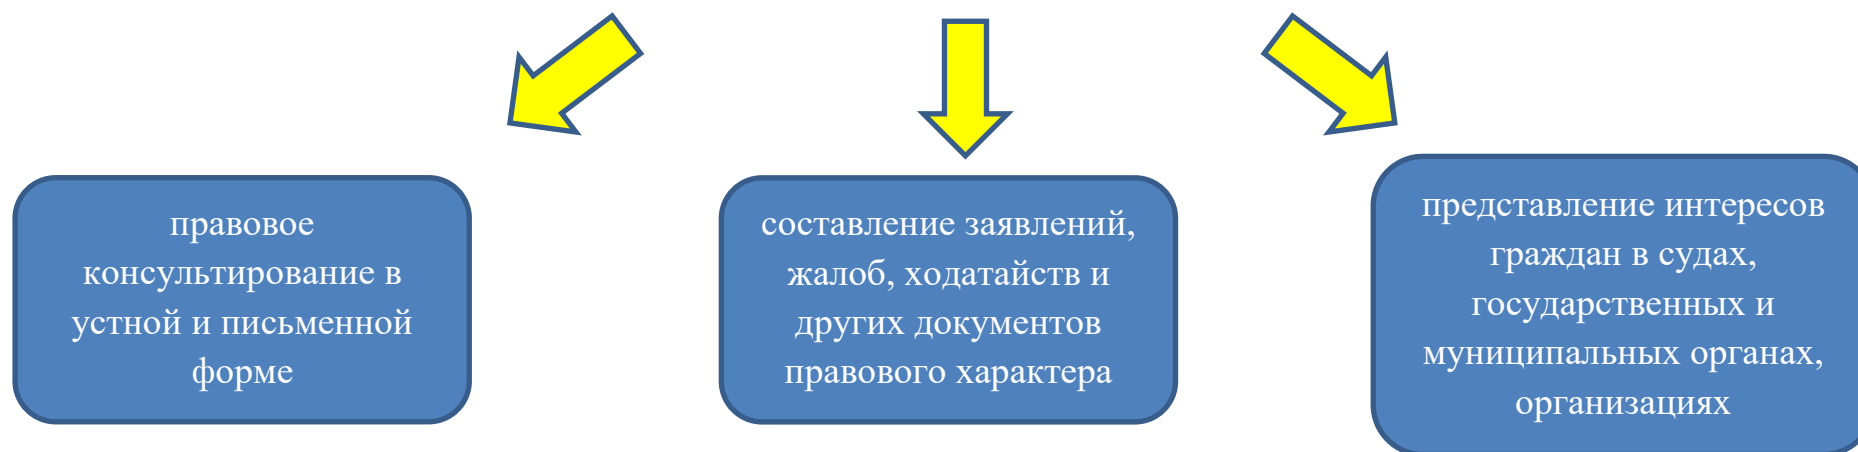 правовое
консультирование в
устной и письменной
форме
составление заявлений,
жалоб, ходатайств и
других документов
правового характера
представление интересов
граждан в судах,
государственных и
муниципальных органах,
организациях